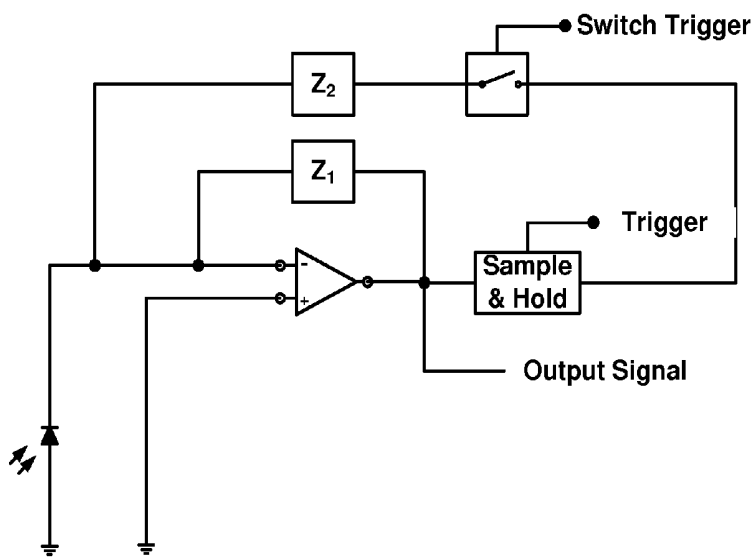 Switch Trigger
Z2
Z1
Trigger
-
+
Sample
& Hold
Output Signal